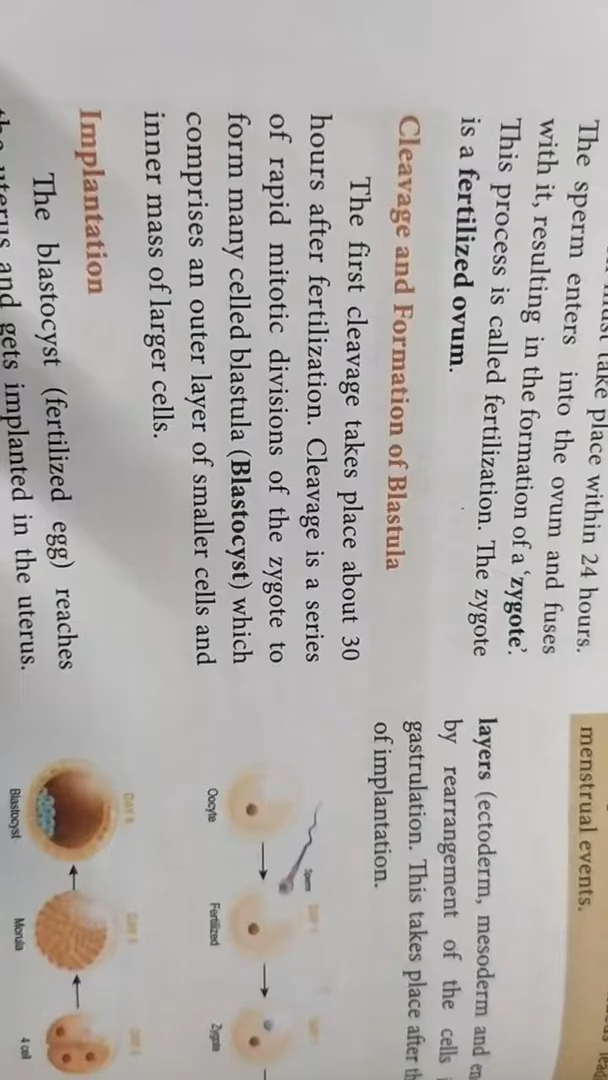 must take place within 24 hours.
The sperm enters into the ovum and fuses
with it, resulting in the formation of a ‘zygote’.
This process is called fertilization. The zygote
is a fertilized ovum.
Cleavage and Formation of Blastula
The first cleavage takes place about 30
hours after fertilization. Cleavage is a series
of rapid mitotic divisions of the zygote to
form many celled blastula (Blastocyst) which
comprises an outer layer of smaller cells and
inner mass of larger cells.
Implantation
The blastocyst (fertilized egg) reaches
the uterus and gets implanted in the uterus.
menstrual events.
layers (ectoderm, mesoderm and en
by rearrangement of the cells
gastrulation. This takes place after th
of implantation.
Sperm
Oocyte
Fertilized
Zygote
Blastocyst
Morula
4 cell